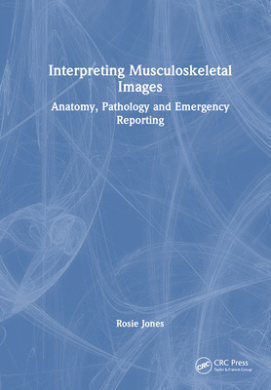 Interpreting Musculoskeletal
Images
Anatomy, Pathology and Emergency
Reporting
Rosie Jones
CRC Press
Taylor & Francis Group